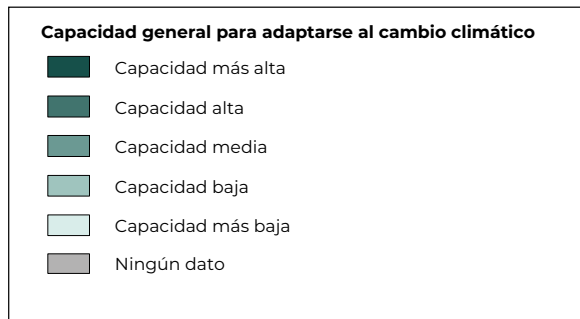 Capacidad general para adaptarse al cambio climático
Capacidad más alta
Capacidad alta
Capacidad media
Capacidad baja
Capacidad más baja
Ningún dato